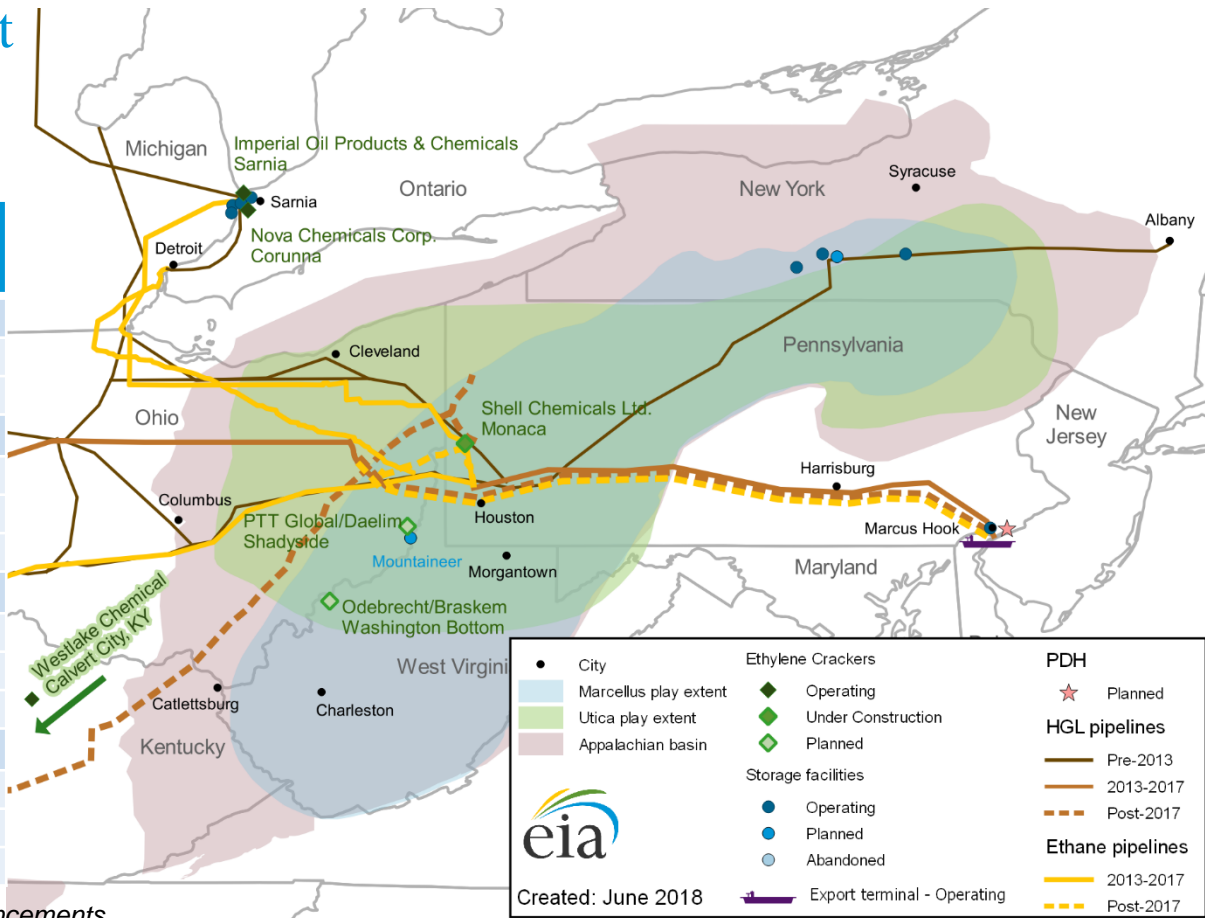 t
Michigan
Imperial Oil Products & Chemicals
Sarnia
Ontario
Sarnia
Nova Chemicals Corp.
Corunna
Detroit
New York
Syracuse
Albany
Cleveland
Pennsylvania
Ohio
Shell Chemicals Ltd.
Monaca
New
Jersey
Harrisburg
Columbus
Houston
Marcus Hook
PTT Global/Daelim
Shadyside
Mountaineer
Morgantown
Maryland
Odebrecht/Braskem
Washington Bottom
Westlake Chemical
Calvert City, KY
West Virgini
Catlettsburg
Charleston
Kentucky
City
Marcellus play extent
Utica play extent
Appalachian basin
eia
Created: June 2018
Ethylene Crackers
Operating
Under Construction
Planned
Storage facilities
Operating
Planned
Abandoned
Export terminal - Operating
PDH
Planned
HGL pipelines
Pre-2013
2013-2017
Post-2017
Ethane pipelines
2013-2017
Post-2017
ncements